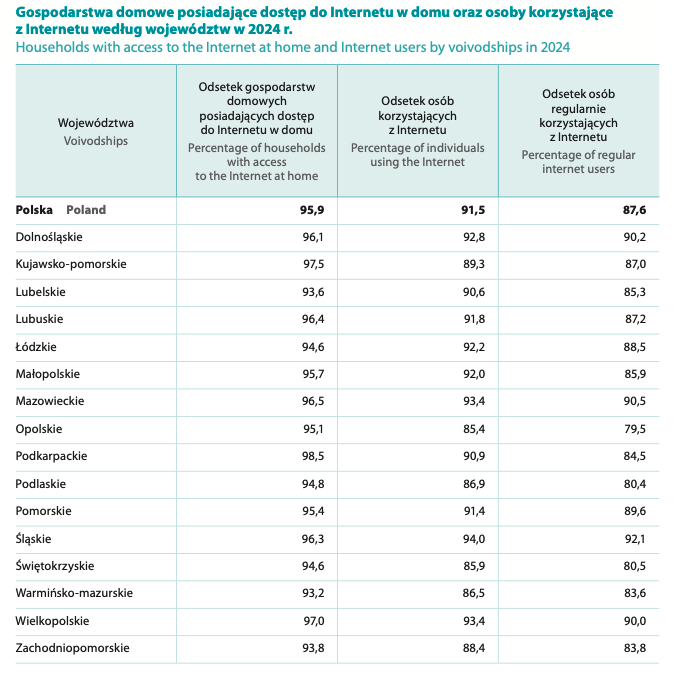 Gospodarstwa domowe posiadające dostęp do Internetu w domu oraz osoby korzystające
z Internetu według województw w 2024 r.
Households with access to the Internet at home and Internet users by voivodships in 2024
Województwa
Voivodships
Odsetek gospodarstw
domowych
posiadających dostęp
do Internetu w domu
Percentage of households
with access
to the Internet at home
Odsetek osób
korzystających
z Internetu
Percentage of individuals
using the Internet
Odsetek osób
regularnie
korzystających
z Internetu
Percentage of regular
internet users
Polska Poland 95,9 91,5 87,6
Dolnośląskie 96,1 92,8 90,2
Kujawsko-pomorskie 97,5 89,3 87,0
Lubelskie 93,6 90,6 85,3
Lubuskie 96,4 91,8 87,2
Łódzkie 94,6 92,2 88,5
Małopolskie 95,7 92,0 85,9
Mazowieckie 96,5 93,4 90,5
Opolskie 95,1 85,4 79,5
Podkarpackie 98,5 90,9 84,5
Podlaskie 94,8 86,9 80,4
Pomorskie 95,4 91,4 89,6
Śląskie 96,3 94,0 92,1
Świętokrzyskie 94,6 85,9 80,5
Warmińsko-mazurskie 93,2 86,5 83,6
Wielkopolskie 97,0 93,4 90,0
Zachodniopomorskie 93,8 88,4 83,8